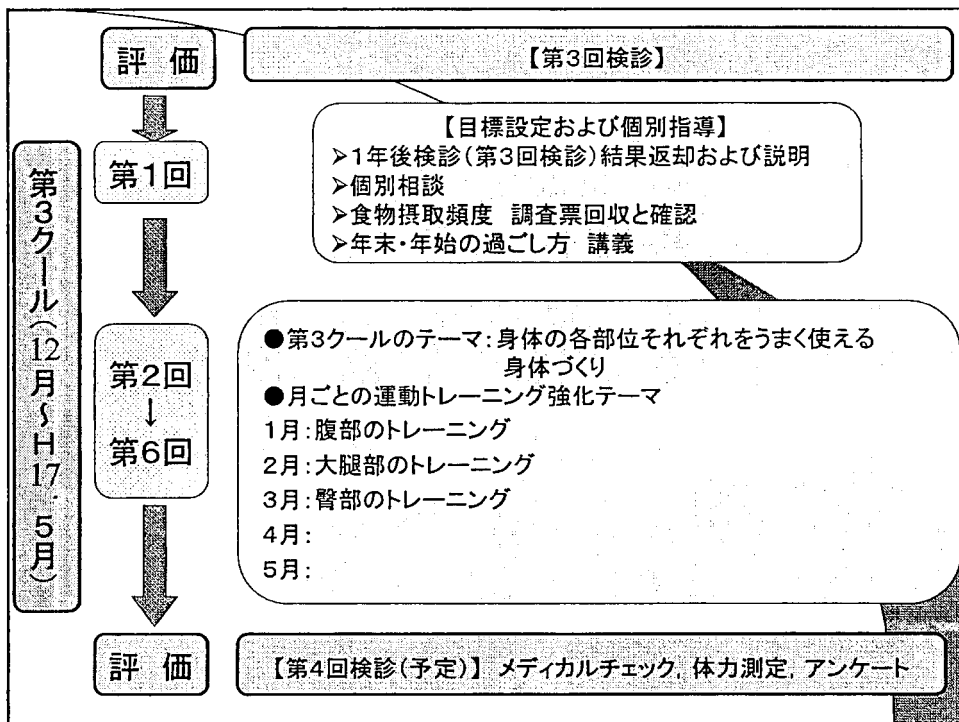 評 価
【第3回検診】
第3クール(12月～H17.5月)
第1回
【目標設定および個別指導】
➢1年後検診(第3回検診)結果返却および説明
➢個別相談
➢食物摂取頻度 調査票回収と確認
➢年末・年始の過ごし方 講義
第2回
↓
第6回
●第3クールのテーマ:身体の各部位それぞれをうまく使える
身体づくり
●月ごとの運動トレーニング強化テーマ
1月:腹部のトレーニング
2月:大腿部のトレーニング
3月:臀部のトレーニング
4月:
5月:
評 価
【第4回検診(予定)】 メディカルチェック, 体力測定, アンケート